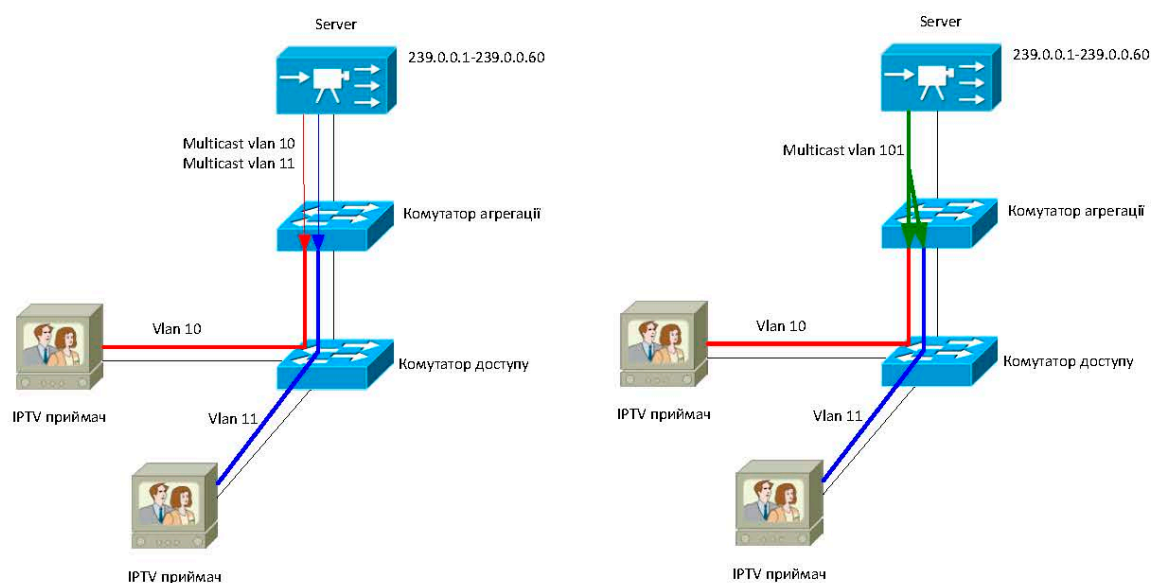 Server
239.0.0.1-239.0.0.60
Multicast vlan 10
Multicast vlan 11
Комутатор агрегації
Vlan 10
Комутатор доступу
IPTV приймач
Vlan 11
IPTV приймач
Server
239.0.0.1-239.0.0.60
Multicast vlan 101
Комутатор агрегації
Vlan 10
Комутатор доступу
IPTV приймач
Vlan 11
IPTV приймач